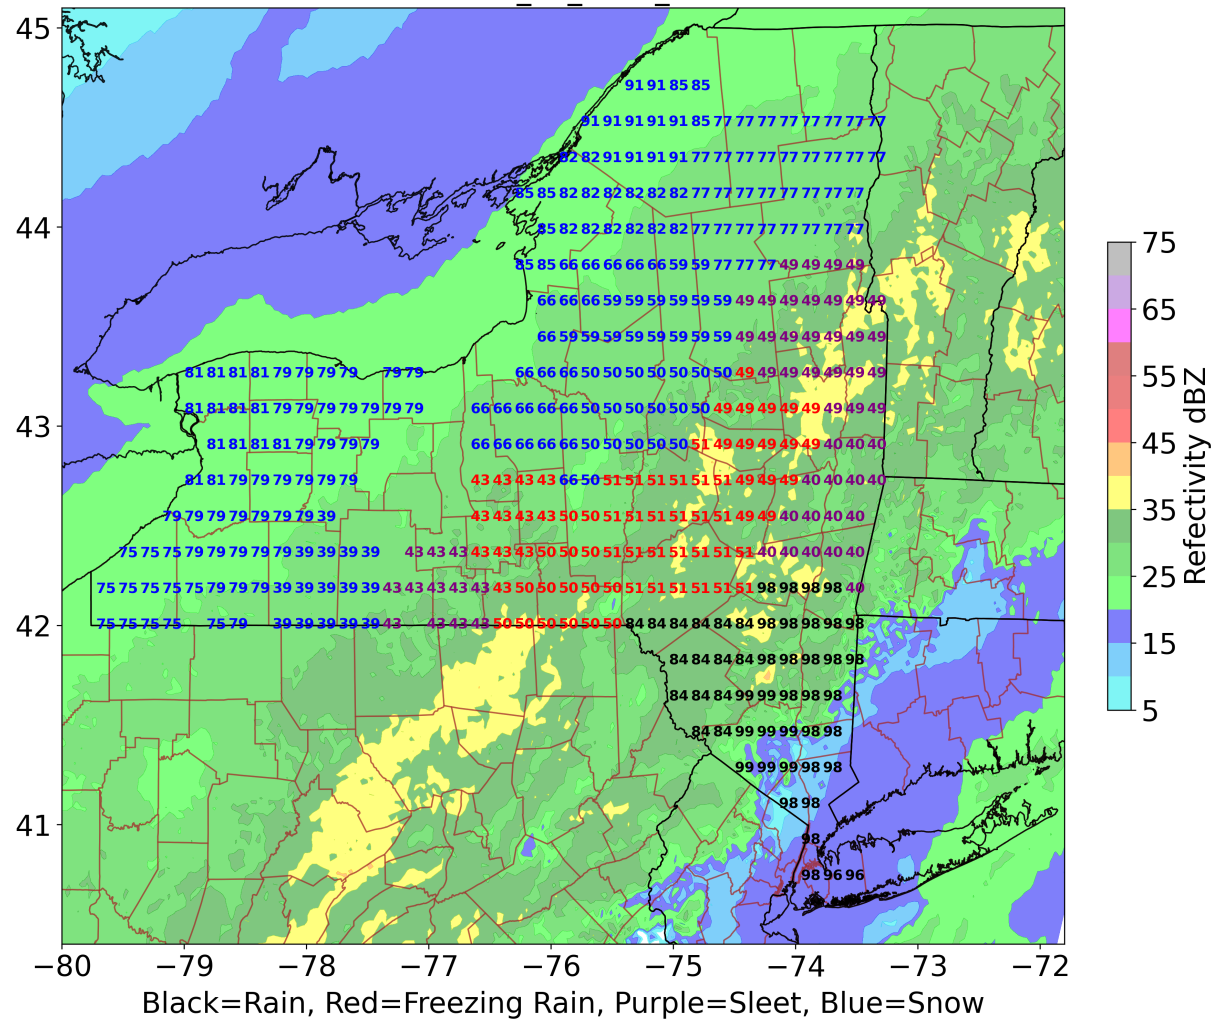 45
91 91 85 85
91 91 91 91 91 85 77 77 77 77 77 77 77 77
82 82 91 91 91 91 77 77 77 77 77 77 77 77 77
85 85 82 82 82 82 82 82 77 77 77 77 77 77 77 77
44
85 82 82 82 82 82 82 77 77 77 77 77 77 77 77
85 85 66 66 66 66 66 59 59 77 77 77 49 49 49 49
66 66 66 59 59 59 59 59 59 49 49 49 49 49 49 49
66 59 59 59 59 59 59 59 59 49 49 49 49 49 49 49
81 81 81 81 79 79 79 79 79 79 66 66 66 50 50 50 50 50 50 50 49 49 49 49 49 49 49
81 81 81 81 79 79 79 79 79 79 79 66 66 66 66 66 50 50 50 50 50 50 49 49 49 49 49 49 49 49
43
81 81 81 81 79 79 79 79 66 66 66 66 66 50 50 50 50 50 51 49 49 49 49 49 40 40 40
81 81 79 79 79 79 79 79 43 43 43 43 66 50 51 51 51 51 51 51 49 49 49 40 40 40 40
79 79 79 79 79 79 79 39 43 43 43 43 50 50 51 51 51 51 51 51 49 49 40 40 40 40
75 75 75 79 79 79 79 79 39 39 39 39 43 43 43 43 43 43 50 50 50 51 51 51 51 51 51 51 40 40 40 40 40
75 75 75 75 75 79 79 79 39 39 39 39 39 43 43 43 43 43 43 50 50 50 50 50 51 51 51 51 51 51 98 98 98 98 40
42
75 75 75 75 75 79 39 39 39 39 39 43 43 43 43 50 50 50 50 50 50 84 84 84 84 84 84 98 98 98 98 98
84 84 84 84 98 98 98 98 98
84 84 84 99 99 98 98 98
84 84 99 99 99 98 98
99 99 99 98 98
98 98
41
98
98 96 96
−80 −79 −78 −77 −76 −75 −74 −73 −72
Black=Rain, Red=Freezing Rain, Purple=Sleet, Blue=Snow
75
65
55
45
35
25
15
5
Refectivity dBZ